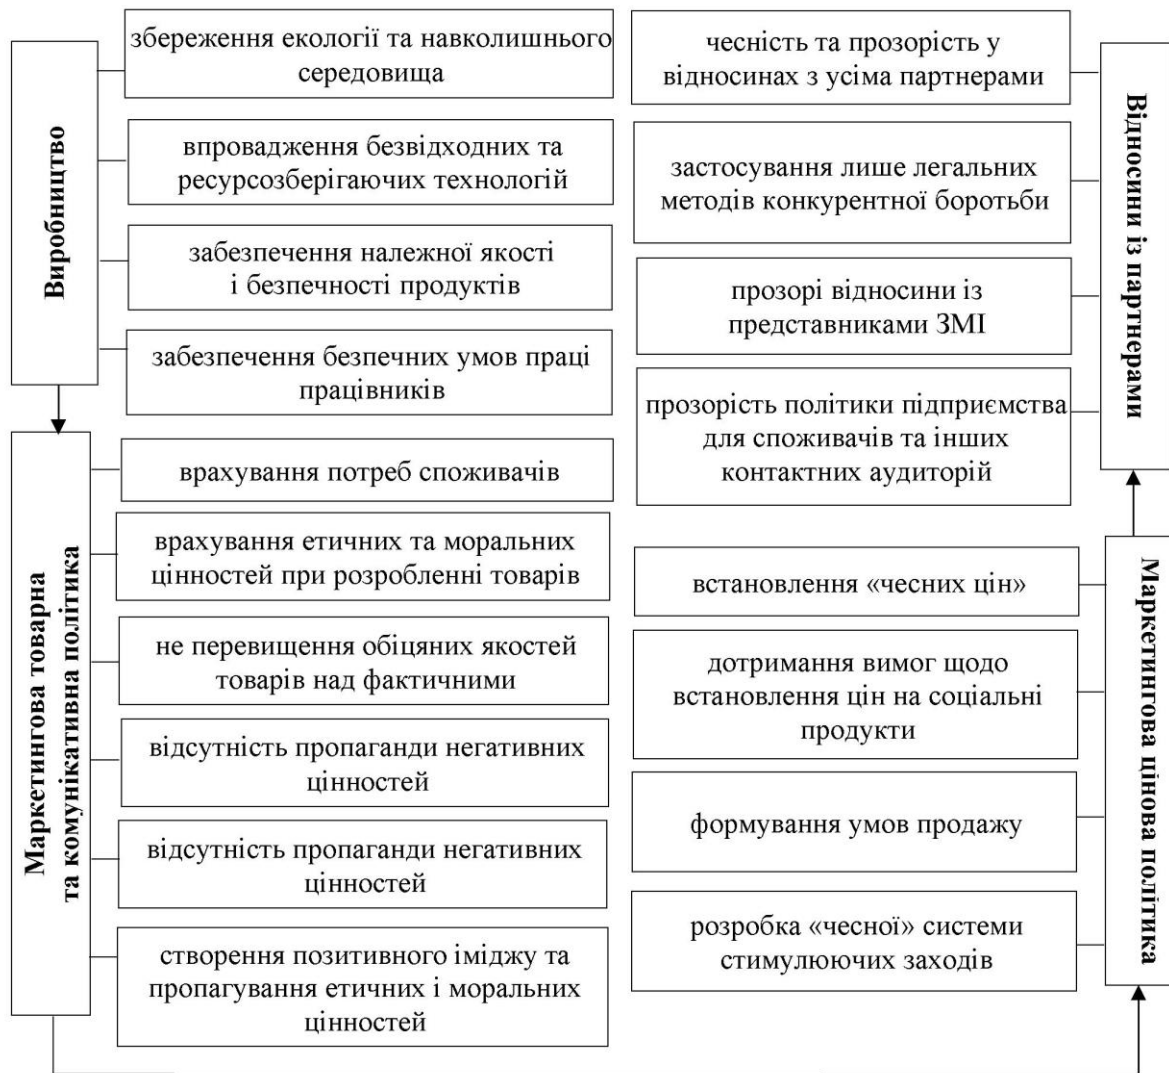 Виробництво
збереження екології та навколишнього
середовища
впровадження безвідходних та
ресурсозберігаючих технологій
забезпечення належної якості
і безпечності продуктів
забезпечення безпечних умов праці
працівників
Маркетингова товарна
та комунікативна політика
врахування потреб споживачів
врахування етичних та моральних
цінностей при розробленні товарів
не перевищення обіцяних якостей
товарів над фактичними
відсутність пропаганди негативних
цінностей
відсутність пропаганди негативних
цінностей
створення позитивного іміджу та
пропагування етичних і моральних
цінностей
чесність та прозорість у
відносинах з усіма партнерами
застосування лише легальних
методів конкурентної боротьби
прозорі відносини із
представниками ЗМІ
прозорість політики підприємства
для споживачів та інших
контактних аудиторій
Відносини із партнерами
встановлення «чесних цін»
дотримання вимог щодо
встановлення цін на соціальні
продукти
формування умов продажу
розробка «чесної» системи
стимулюючих заходів
Маркетингова цінова політика